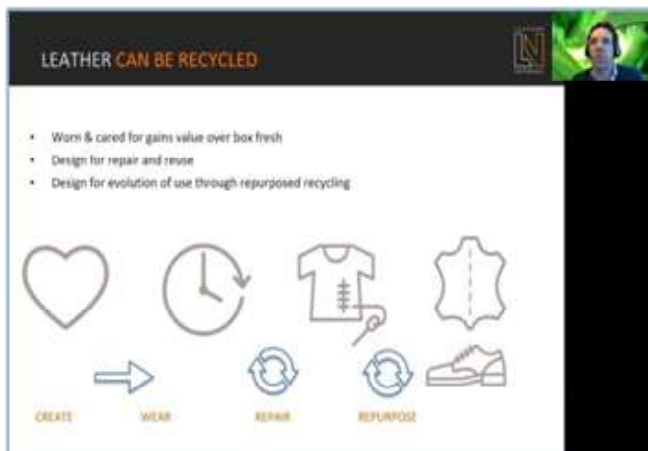 LEATHER CAN BE RECYCLED
• Worn & cared for gains value over box fresh
• Design for repair and reuse
• Design for evolution of use through repurposed recycling
CREATE WEAR REPAIR REPURPOSE